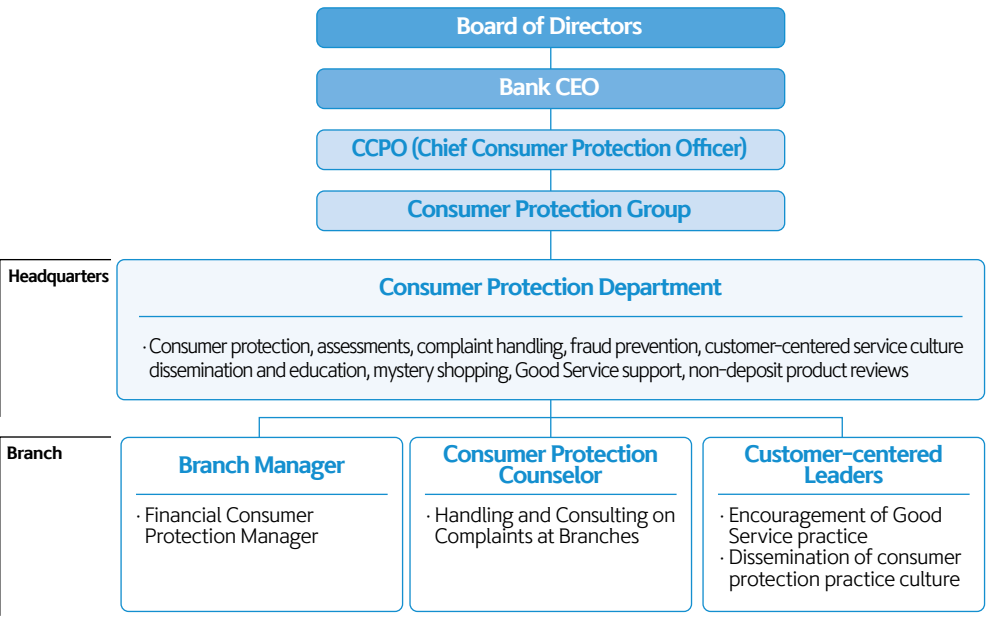 Board of Directors
Bank CEO
CCPO (Chief Consumer Protection Officer)
Consumer Protection Group
Headquarters
Consumer Protection Department
· Consumer protection, assessments, complaint handling, fraud prevention, customer-centered service culture
dissemination and education, mystery shopping, Good Service support, non-deposit product reviews
Branch
Branch Manager
· Financial Consumer
Protection Manager
Consumer Protection
Counselor
· Handling and Consulting on
Complaints at Branches
Customer-centered
Leaders
· Encouragement of Good
Service practice
· Dissemination of consumer
protection practice culture